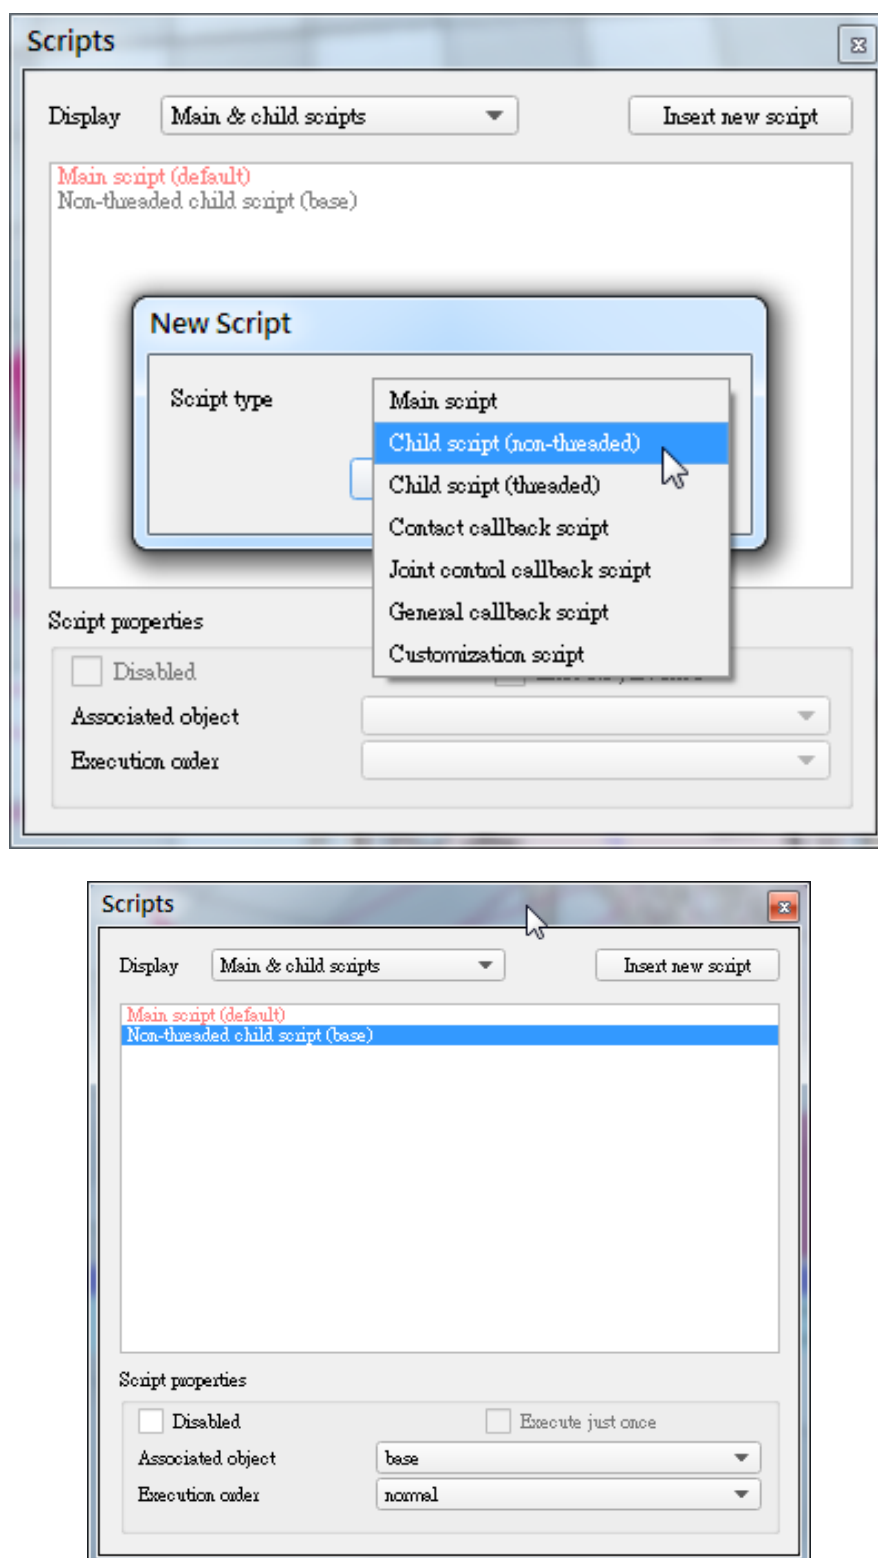 Scripts
Display Main & child scripts Insert new script
Main script (default)
Non-threaded child script (base)
New Script
Script type
Main script
Child script (non-threaded)
Child script (threaded)
Contact callback script
Joint control callback script
General callback script
Customization script
Script properties
Disabled
Associated object
Execution order
Scripts
Display Main & child scripts Insert new script
Main script (default)
Non-threaded child script (base)
Script properties
Disabled Execute just once
Associated object base
Execution order normal